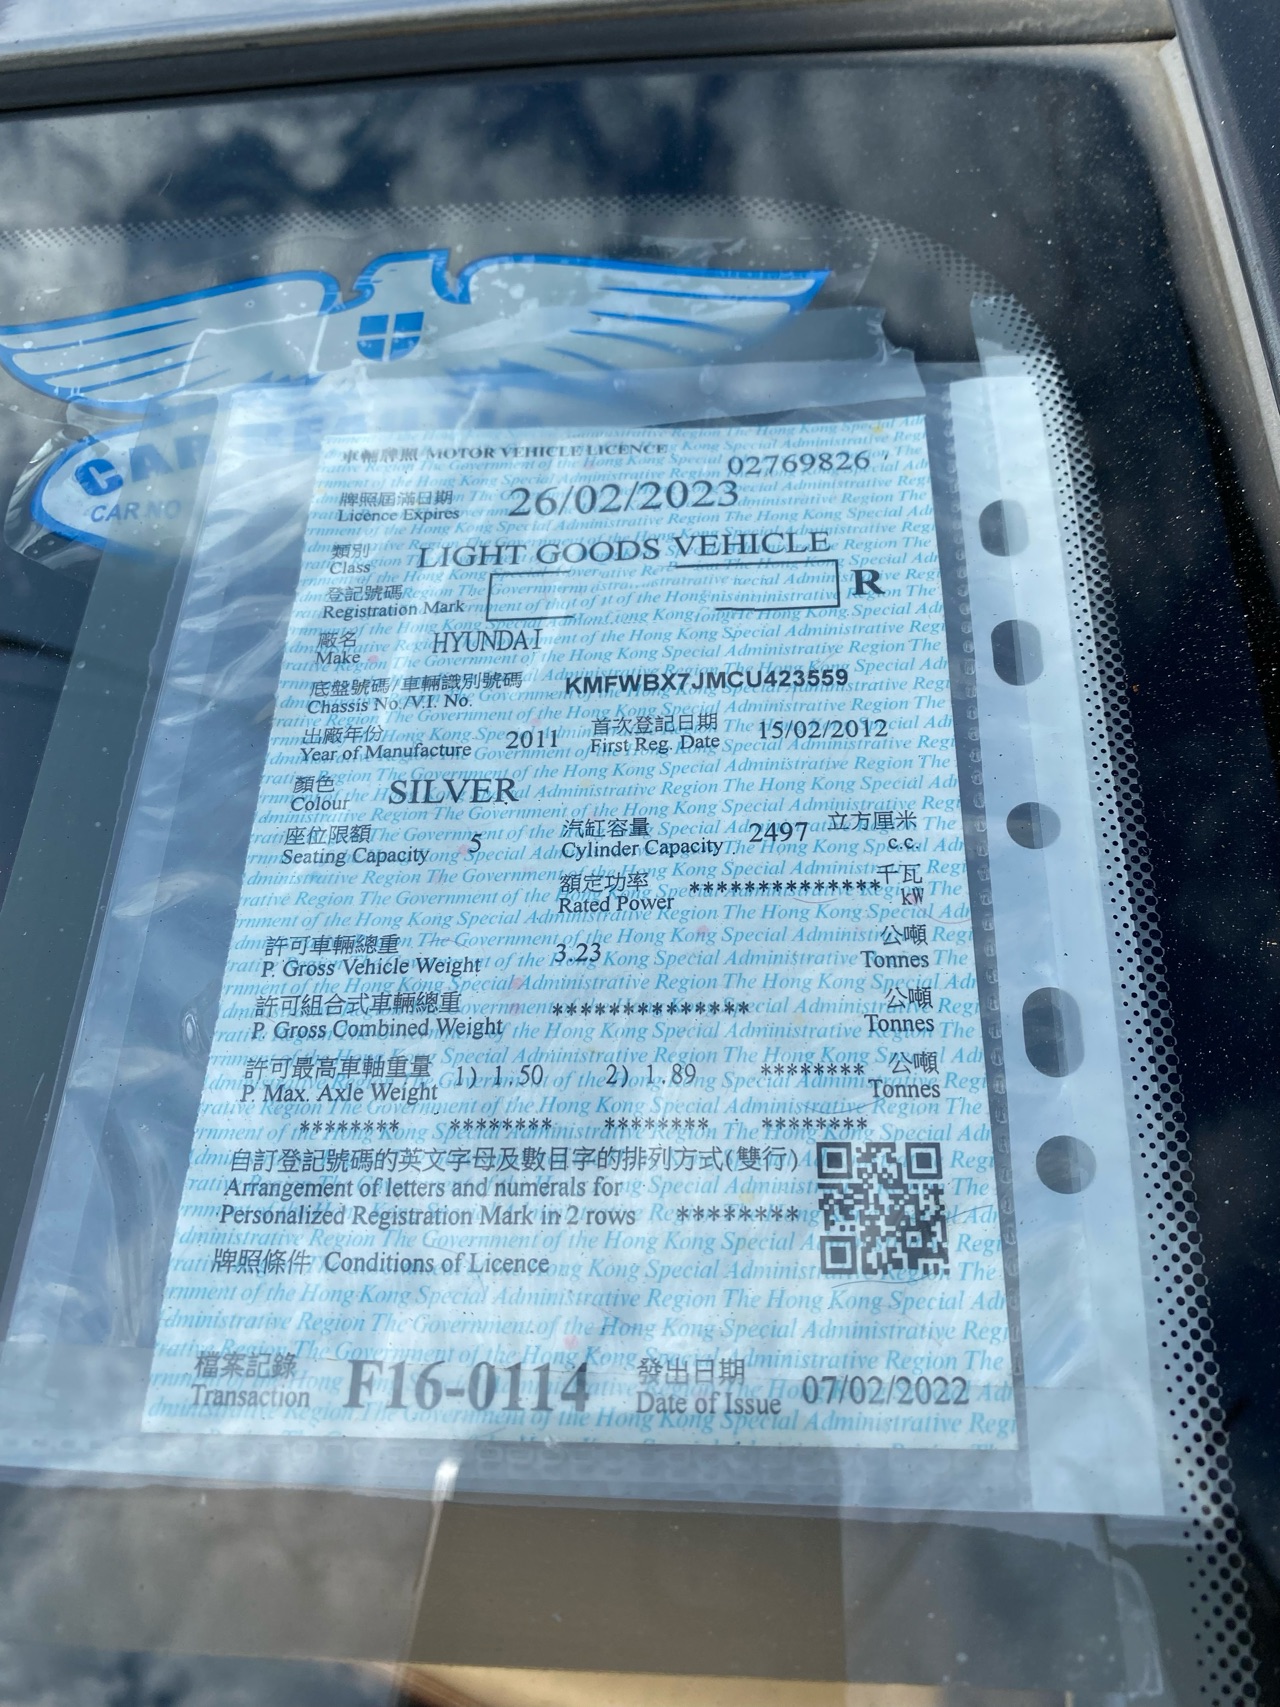 CAR
CAR NO
車輛牌照 MOTOR VEHICLE LICENCE 02769826
牌照屆滿日期 26/02/2023
Licence Expires
類別 LIGHT GOODS VEHICLE
Class
登記號碼 R
Registration Mark
廠名 HYUNDAI
Make
底盤號碼/車輛識別號碼 KMFWBX7JMCU423559
Chassis No./V.I. No.
出廠年份 2011 首次登記日期 15/02/2012
Year of Manufacture First Reg. Date
顏色 SILVER
Colour
座位限額 5 汽缸容量 2497 立方厘米
Seating Capacity Cylinder Capacity c.c.
額定功率 ************** 千瓦
Rated Power kW
許可車輛總重 3.23 公噸
P. Gross Vehicle Weight Tonnes
許可組合式車輛總重 ************** 公噸
P. Gross Combined Weight Tonnes
許可最高車軸重量 1) 1.50 2) 1.89 ******** 公噸
P. Max. Axle Weight Tonnes
******** ******** ******** ********
自訂登記號碼的英文字母及數目字的排列方式(雙行)
Arrangement of letters and numerals for
Personalized Registration Mark in 2 rows ********
牌照條件 Conditions of Licence
檔案記錄 F16-0114 發出日期 07/02/2022
Transaction Date of Issue